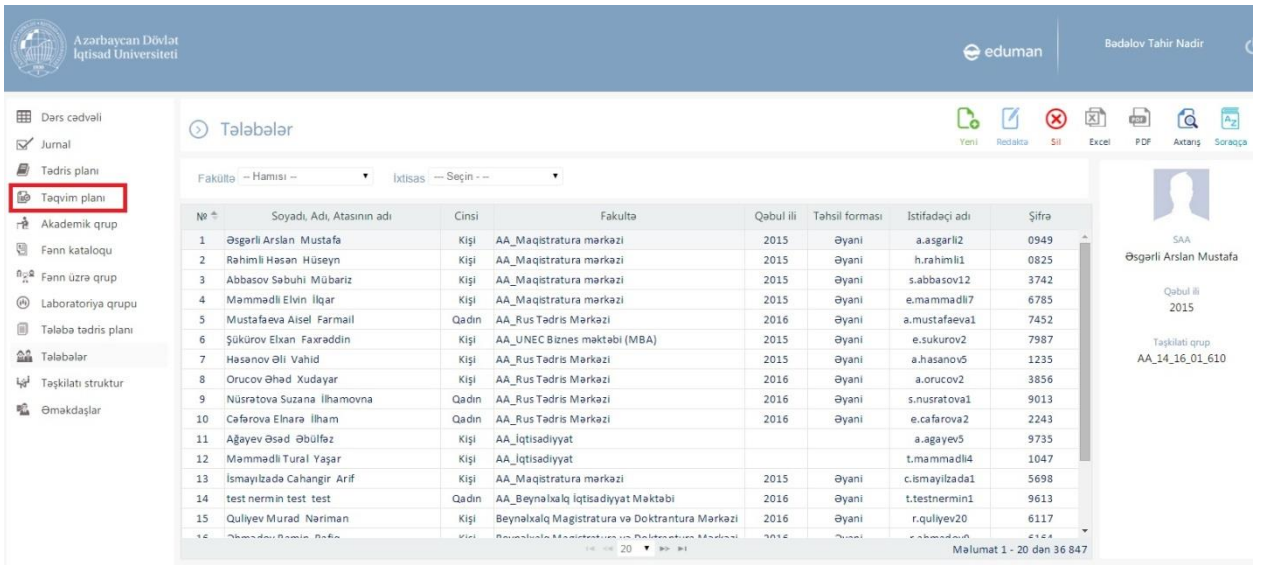 Azərbaycan Dövlət
İqtisad Universiteti
eduman
Bədəlov Tahir Nadir
Dərs cədvəli
Jurnal
Tədris planı
Təqvim planı
Akademik qrup
Fənn kataloqu
Fənn üzrə qrup
Laboratoriya qrupu
Tələbə tədris planı
Tələbələr
Təşkilatı struktur
Əməkdaşlar
Tələbələr
Yeni Redaktə Sil Excel PDF Axtarış Soraqça
Fakültə -- Hamısı -- İxtisas --- Seçin - --
№ Soyadı, Adı, Atasının adı Cinsi Fakultə Qəbul ili Təhsil forması İstifadəçi adı Şifrə
1 Əsgərli Arslan Mustafa Kişi AA_Maqistratura mərkəzi 2015 Əyani a.asgarli2 0949
2 Rəhimli Həsən Hüseyn Kişi AA_Maqistratura mərkəzi 2015 Əyani h.rahimli1 0825
3 Abbasov Səbuhi Mübariz Kişi AA_Maqistratura mərkəzi 2015 Əyani s.abbasov12 3742
4 Məmmədli Elvin İlqar Kişi AA_Maqistratura mərkəzi 2015 Əyani e.mammadli7 6785
5 Mustafaeva Aisel Farmail Qadın AA_Rus Tədris Mərkəzi 2016 Əyani a.mustafaeva1 7452
6 Şükürov Elxan Fəxrəddin Kişi AA_UNEC Biznes məktəbi (MBA) 2015 Əyani e.sukurov2 7987
7 Həsənov Əli Vahid Kişi AA_Rus Tədris Mərkəzi 2015 Əyani a.hasanov5 1235
8 Orucov Əhəd Xudayar Kişi AA_Rus Tədris Mərkəzi 2016 Əyani a.orucov2 3856
9 Nüsrətova Suzana İlhamovna Qadın AA_Rus Tədris Mərkəzi 2016 Əyani s.nusratova1 9013
10 Cəfərova Elnarə İlham Qadın AA_Rus Tədris Mərkəzi 2016 Əyani e.cafarova2 2243
11 Ağayev Əsəd Əbülfəz Kişi AA_İqtisadiyyat a.agayev5 9735
12 Məmmədli Tural Yaşar Kişi AA_İqtisadiyyat t.mammadli4 1047
13 İsmayılzadə Cahangir Arif Kişi AA_Maqistratura mərkəzi 2015 Əyani c.ismayilzada1 5698
14 test nermin test test Qadın AA_Beynəlxalq İqtisadiyyat Məktəbi 2016 Əyani t.testnermin1 9613
15 Quliyev Murad Nəriman Kişi Beynəlxalq Magistratura və Doktrantura Mərkəzi 2016 Əyani r.quliyev20 6117
20
Məlumat 1 - 20 dən 36 847
SAA
Əsgərli Arslan Mustafa
Qəbul ili
2015
Təşkilati qrup
AA_14_16_01_610